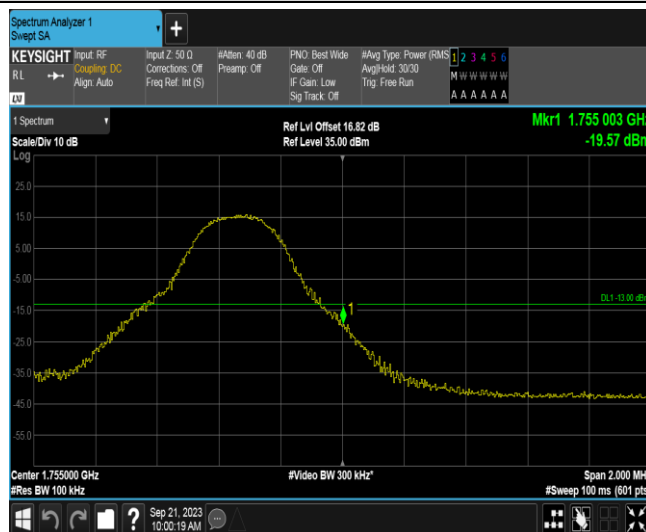 Spectrum Analyzer 1
Swept SA
+
KEYSIGHT
RL
LXI
Input: RF
Coupling: DC
Align: Auto
Input Z: 50 Ω
Corrections: Off
Freq Ref: Int (S)
#Atten: 40 dB
Preamp: Off
PNO: Best Wide
Gate: Off
IF Gain: Low
Sig Track: Off
#Avg Type: Power (RMS
Avg|Hold: 30/30
Trig: Free Run
1 2 3 4 5 6
M W W W W W
A A A A A A
1 Spectrum
Scale/Div 10 dB
Log
Ref Lvl Offset 16.82 dB
Ref Level 35.00 dBm
Mkr1 1.755 003 GHz
-19.57 dBm
25.0
15.0
5.00
-5.00
-15.0
-25.0
-35.0
-45.0
-55.0
DL1 -13.00 dBm
1
Center 1.755000 GHz
#Res BW 100 kHz
#Video BW 300 kHz*
Span 2.000 MH
#Sweep 100 ms (601 pts
?
Sep 21, 2023
10:00:19 AM